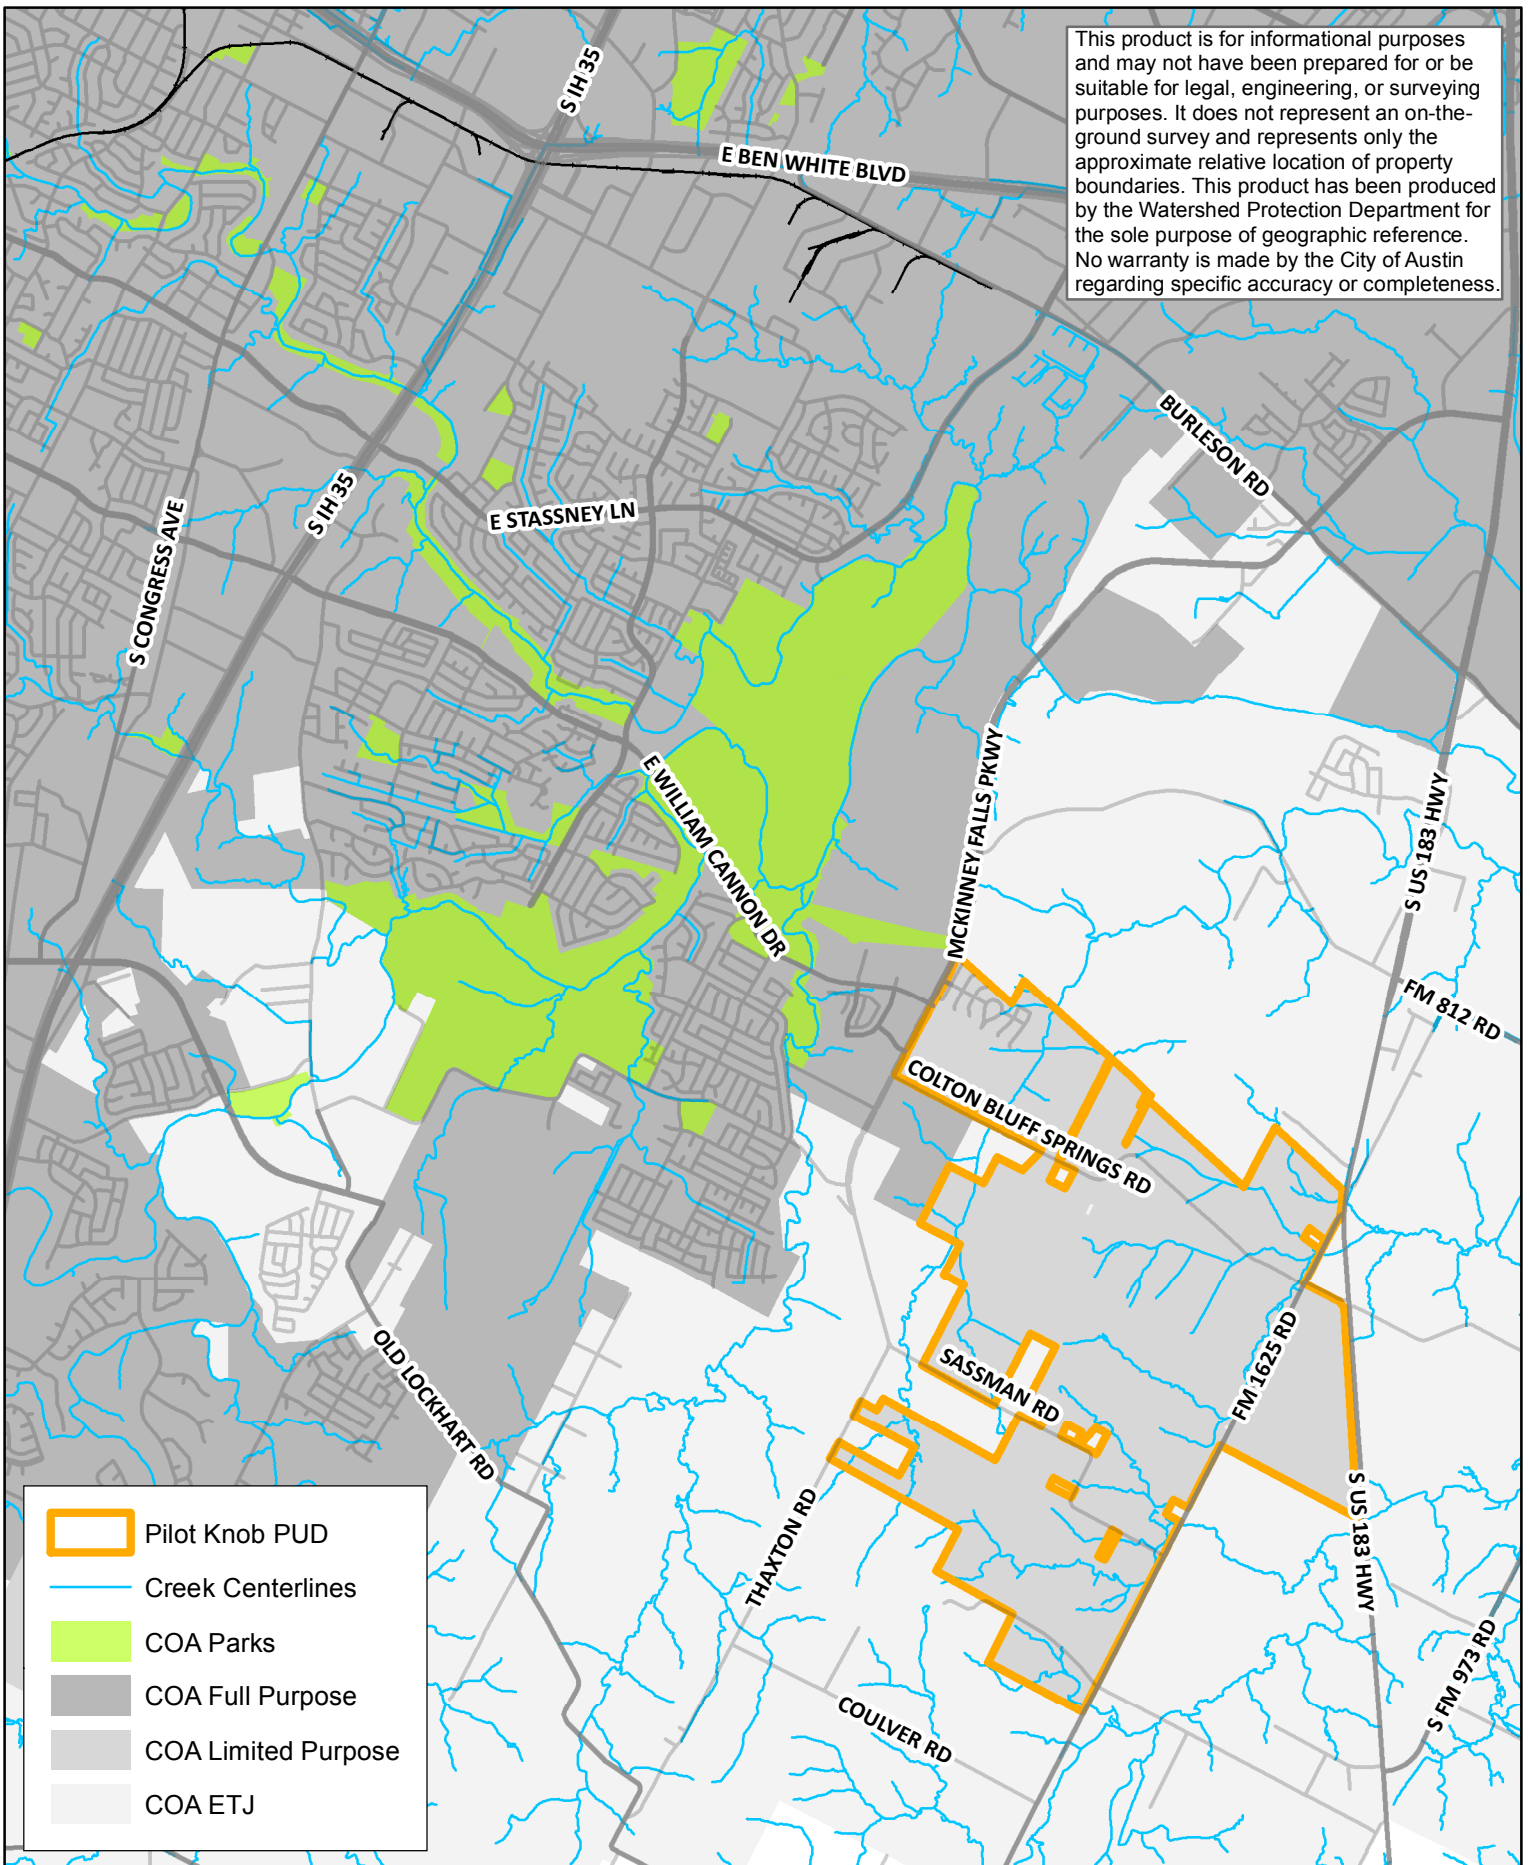 This product is for informational purposes
and may not have been prepared for or be
suitable for legal, engineering, or surveying
purposes. It does not represent an on-the-
ground survey and represents only the
approximate relative location of property
boundaries. This product has been produced
by the Watershed Protection Department for
the sole purpose of geographic reference.
No warranty is made by the City of Austin
regarding specific accuracy or completeness.
S IH 35
E BEN WHITE BLVD
BURLESON RD
S IH 35
E STASSNEY LN
S CONGRESS AVE
E WILLIAM CANNON DR
MCKINNEY FALLS PKWY
S US 183 HWY
FM 812 RD
COLTON BLUFF SPRINGS RD
OLD LOCKHART RD
SASSMAN RD
FM 1625 RD
THAXTON RD
S US 183 HWY
S FM 973 RD
COULVER RD
Pilot Knob PUD
Creek Centerlines
COA Parks
COA Full Purpose
COA Limited Purpose
COA ETJ